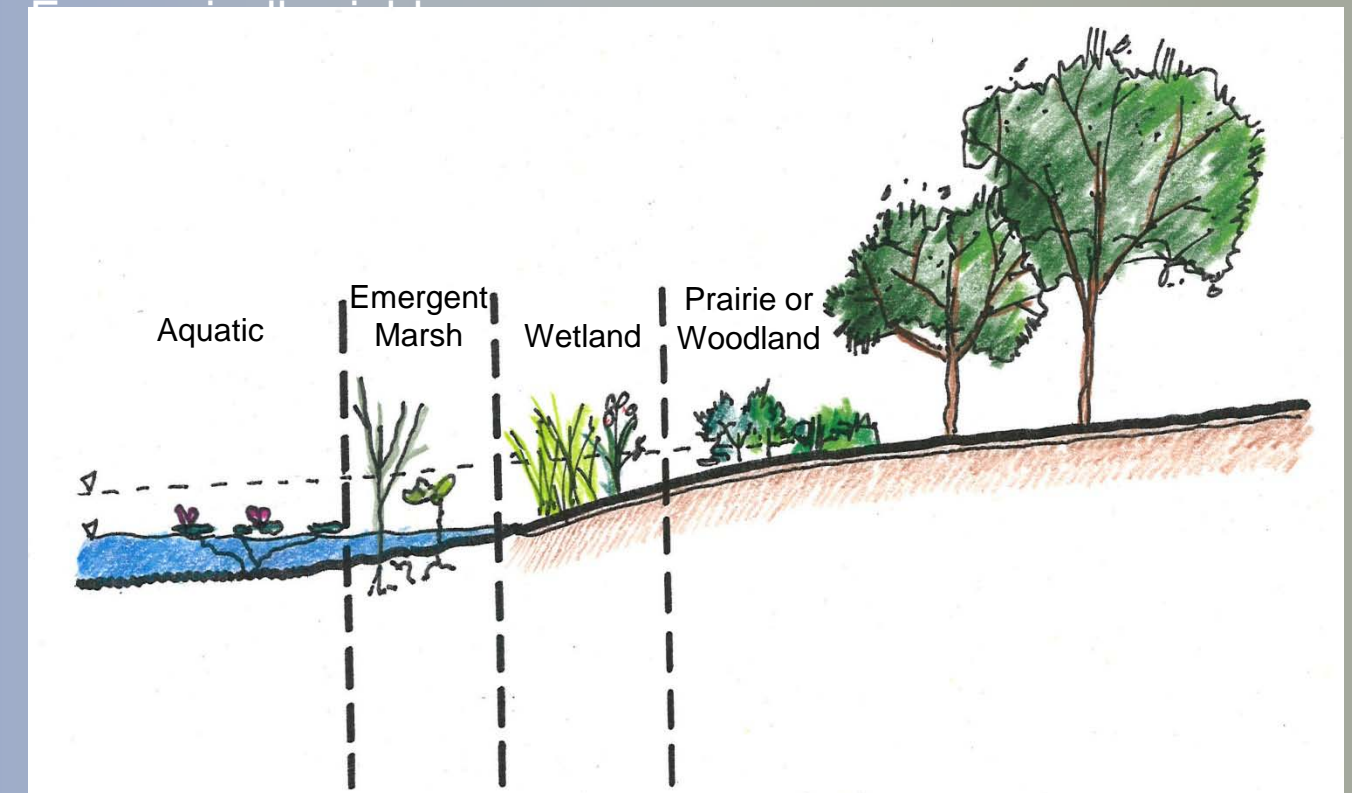 Aquatic
Emergent
Marsh
Wetland
Prairie or
Woodland